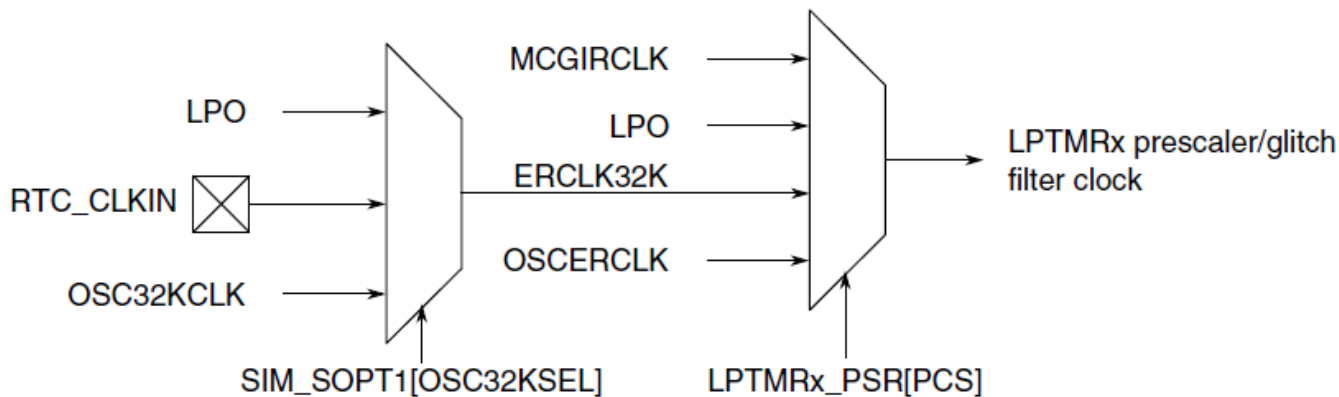 MCGIRCLK
LPO
LPO
LPTMRx prescaler/glitch
filter clock
ERCLK32K
RTC_CLKIN
OSCERCLK
OSC32KCLK
SIM_SOPT1[OSC32KSEL]
LPTMRx_PSR[PCS]